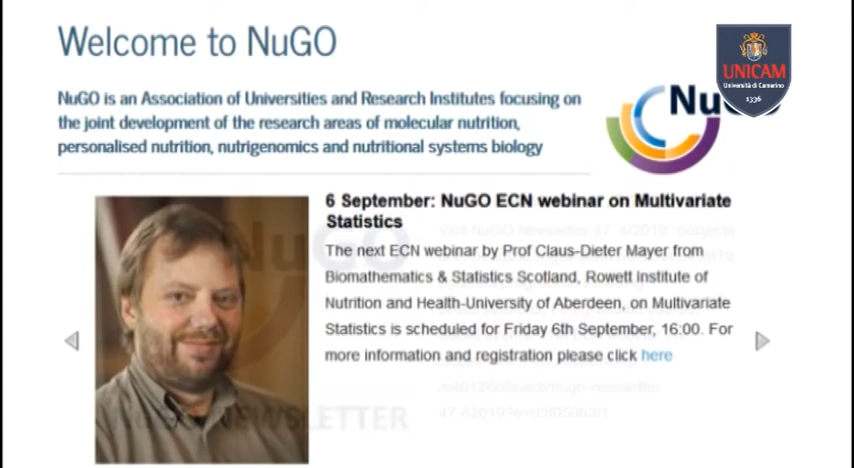 Welcome to NuGO
NuGO is an Association of Universities and Research Institutes focusing on
the joint development of the research areas of molecular nutrition,
personalised nutrition, nutrigenomics and nutritional systems biology
UNICAM
Università di Camerino
1336
6 September: NuGO ECN webinar on Multivariate
Statistics
The next ECN webinar by Prof Claus-Dieter Mayer from
Biomathematics & Statistics Scotland, Rowett Institute of
Nutrition and Health-University of Aberdeen, on Multivariate
Statistics is scheduled for Friday 6th September, 16:00. For
more information and registration please click here
NuGO
NuGO NEWSLETTER